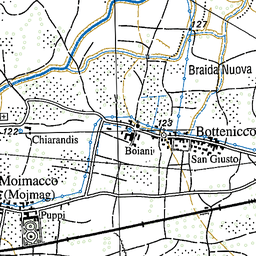 127
Braida Nuova
122
123
Bottenicco
Chiarandis
Boiani
San Giusto
Moimacco
(Mojmag)
Puppi